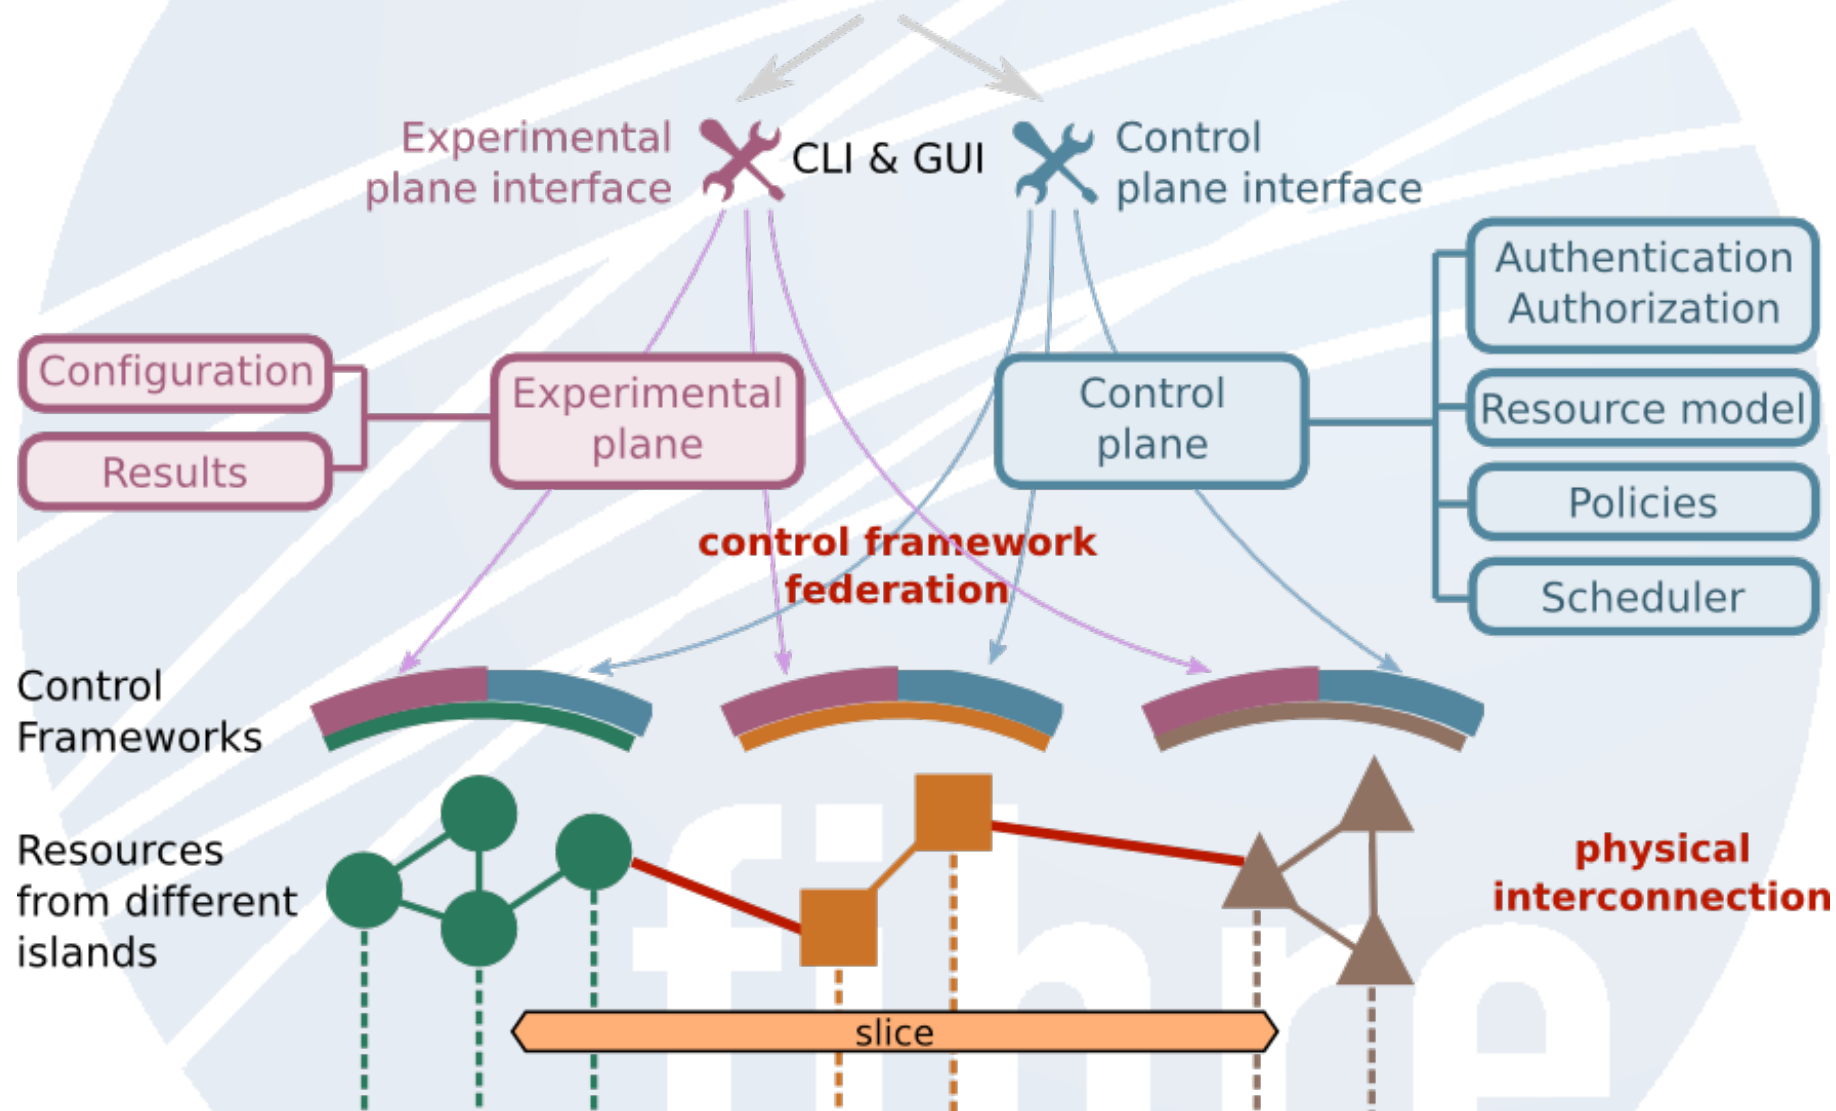 Experimental
plane interface
CLI & GUI
Control
plane interface
Authentication
Authorization
Configuration
Experimental
plane
Control
plane
Resource model
Results
Policies
control framework
federation
Scheduler
Control
Frameworks
Resources
from different
islands
physical
interconnection
slice
fibre